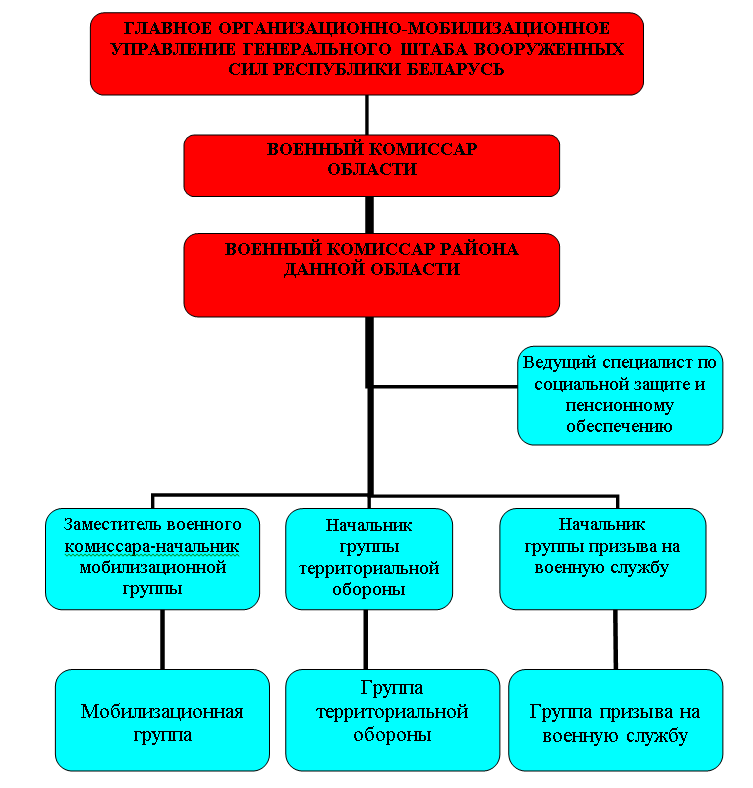 ГЛАВНОЕ ОРГАНИЗАЦИОННО-МОБИЛИЗАЦИОННОЕ
УПРАВЛЕНИЕ ГЕНЕРАЛЬНОГО ШТАБА ВООРУЖЕННЫХ
СИЛ РЕСПУБЛИКИ БЕЛАРУСЬ
ВОЕННЫЙ КОМИССАР
ОБЛАСТИ
ВОЕННЫЙ КОМИССАР РАЙОНА
ДАННОЙ ОБЛАСТИ
Ведущий специалист по
социальной защите и
пенсионному
обеспечению
Заместитель военного
комиссара-начальник
мобилизационной
группы
Начальник
группы
территориальной
обороны
Начальник
группы призыва на
военную службу
Мобилизационная
группа
Группа
территориальной
обороны
Группа призыва на
военную службу